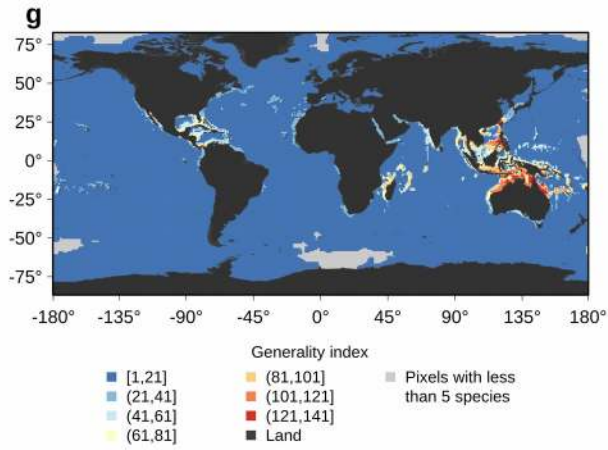 g
75°
50°
25°
0°
-25°
-50°
-75°
-180° -135° -90° -45° 0° 45° 90° 135° 180°
Generality index
[1,21] (81,101] Pixels with less
(21,41] (101,121] than 5 species
(41,61] (121,141]
(61,81] Land